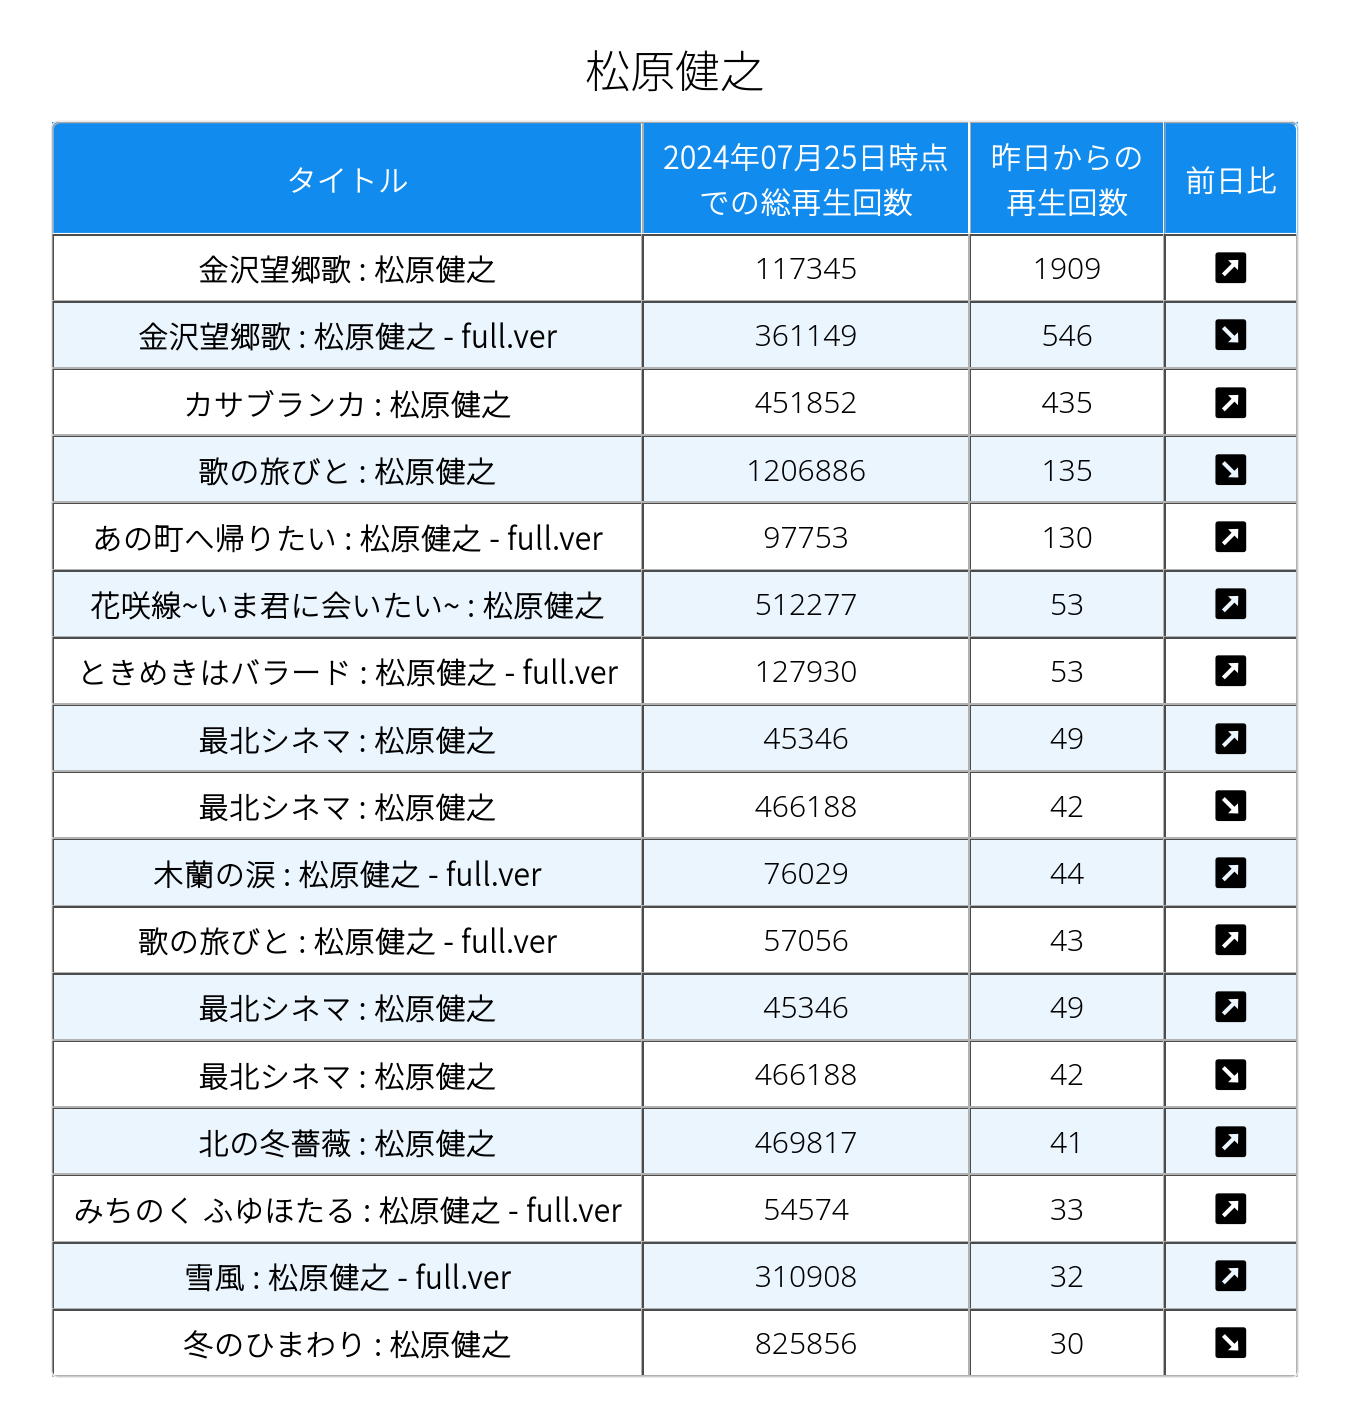 松原健之
タイトル 2024年07月25日時点での総再生回数 昨日からの再生回数 前日比
金沢望郷歌 : 松原健之 117345 1909
金沢望郷歌 : 松原健之 - full.ver 361149 546
カサブランカ : 松原健之 451852 435
歌の旅びと : 松原健之 1206886 135
あの町へ帰りたい : 松原健之 - full.ver 97753 130
花咲線~いま君に会いたい~ : 松原健之 512277 53
ときめきはバラード : 松原健之 - full.ver 127930 53
最北シネマ : 松原健之 45346 49
最北シネマ : 松原健之 466188 42
木蘭の涙 : 松原健之 - full.ver 76029 44
歌の旅びと : 松原健之 - full.ver 57056 43
最北シネマ : 松原健之 45346 49
最北シネマ : 松原健之 466188 42
北の冬薔薇 : 松原健之 469817 41
みちのく ふゆほたる : 松原健之 - full.ver 54574 33
雪風 : 松原健之 - full.ver 310908 32
冬のひまわり : 松原健之 825856 30